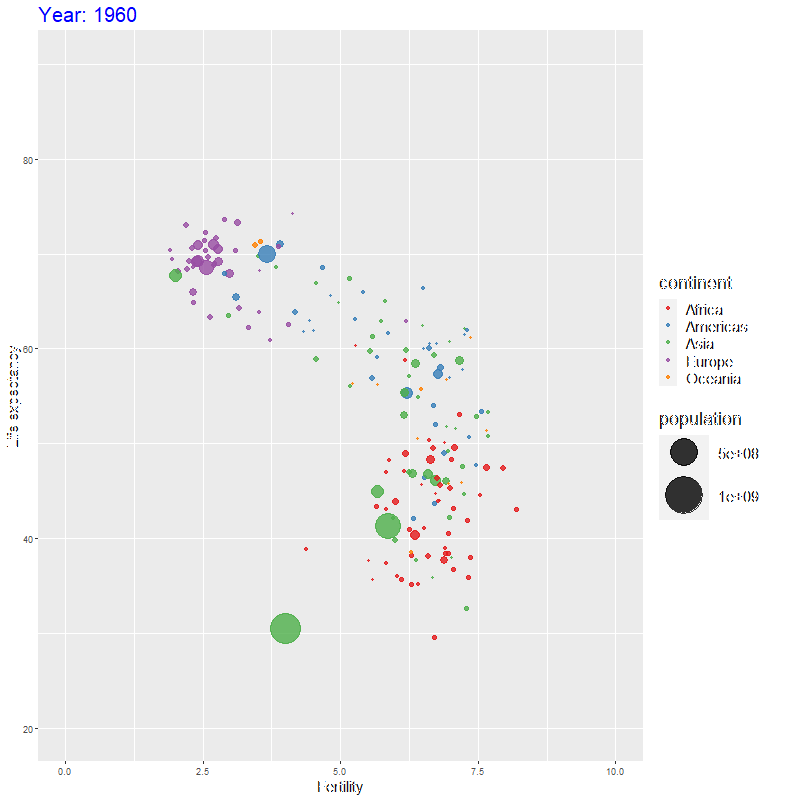 Year: 1960
80
60
40
20
Life expectancy
0.0 2.5 5.0 7.5 10.0
Fertility
continent
Africa
Americas
Asia
Europe
Oceania
population
5e+08
1e+09